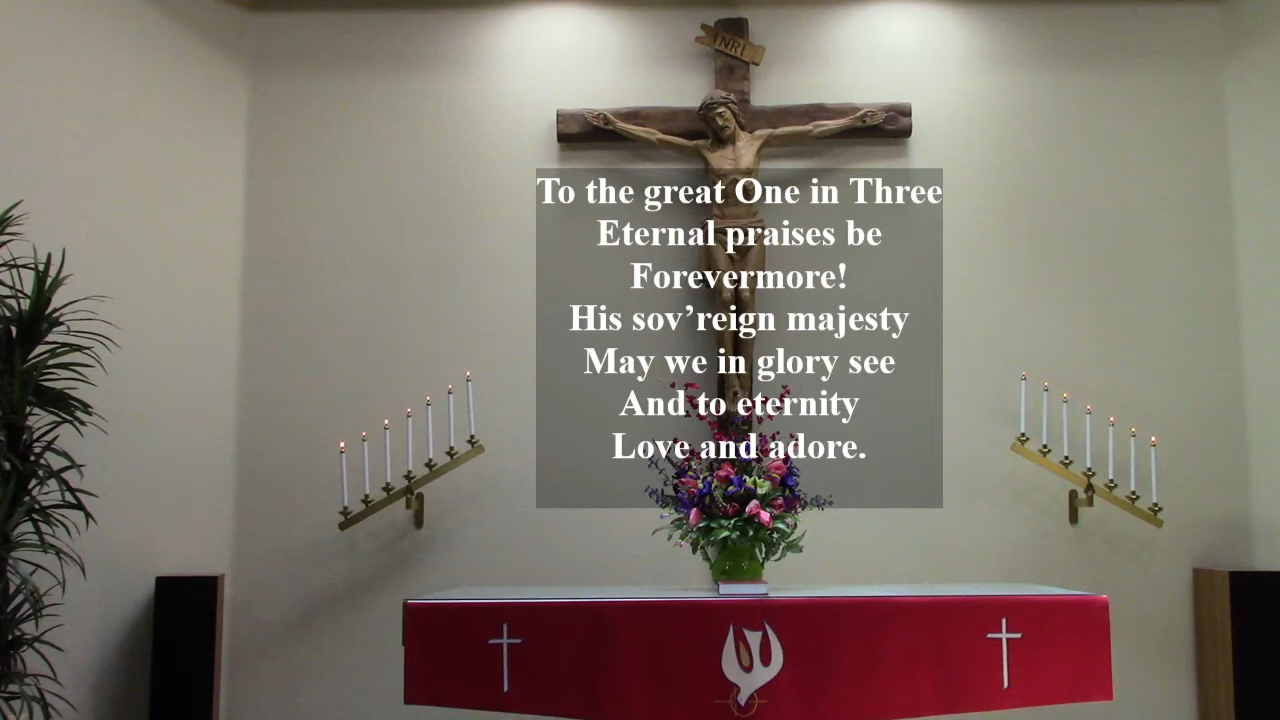 INRI
To the great One in Three
Eternal praises be
Forevermore!
His sov’reign majesty
May we in glory see
And to eternity
Love and adore.